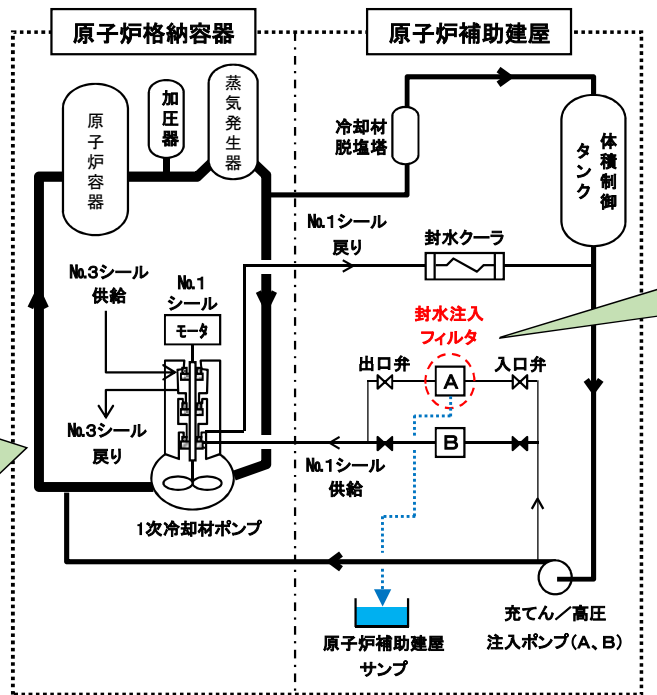 原子炉格納容器
原子炉補助建屋
原子炉容器
加圧器
蒸気発生器
冷却材
脱塩塔
体積制御
タンク
No.1シール
戻り
封水クーラ
No.3シール
供給
No.1
シール
モータ
封水注入
フィルタ
出口弁
入口弁
A
No.3シール
戻り
B
No.1シール
供給
1次冷却材ポンプ
充てん／高圧
注入ポンプ(A、B)
原子炉補助建屋
サンプ